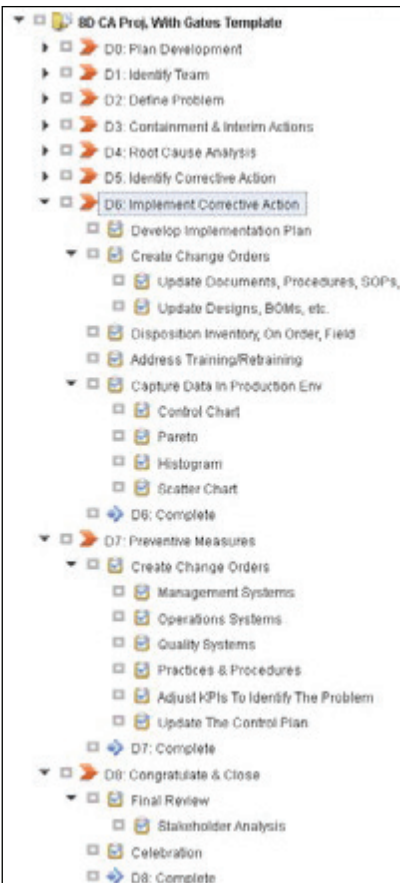 8D CA Proj, With Gates Template
D0: Plan Development
D1: Identify Team
D2: Define Problem
D3: Containment & Interim Actions
D4: Root Cause Analysis
D5: Identify Corrective Action
D6: Implement Corrective Action
Develop Implementation Plan
Create Change Orders
Update Documents, Procedures, SOPs,
Update Designs, BOMs, etc.
Disposition Inventory, On Order, Field
Address Training/Retraining
Capture Data In Production Env
Control Chart
Pareto
Histogram
Scatter Chart
D6: Complete
D7: Preventive Measures
Create Change Orders
Management Systems
Operations Systems
Quality Systems
Practices & Procedures
Adjust KPIs To Identify The Problem
Update The Control Plan
D7: Complete
D8: Congratulate & Close
Final Review
Stakeholder Analysis
Celebration
D8: Complete